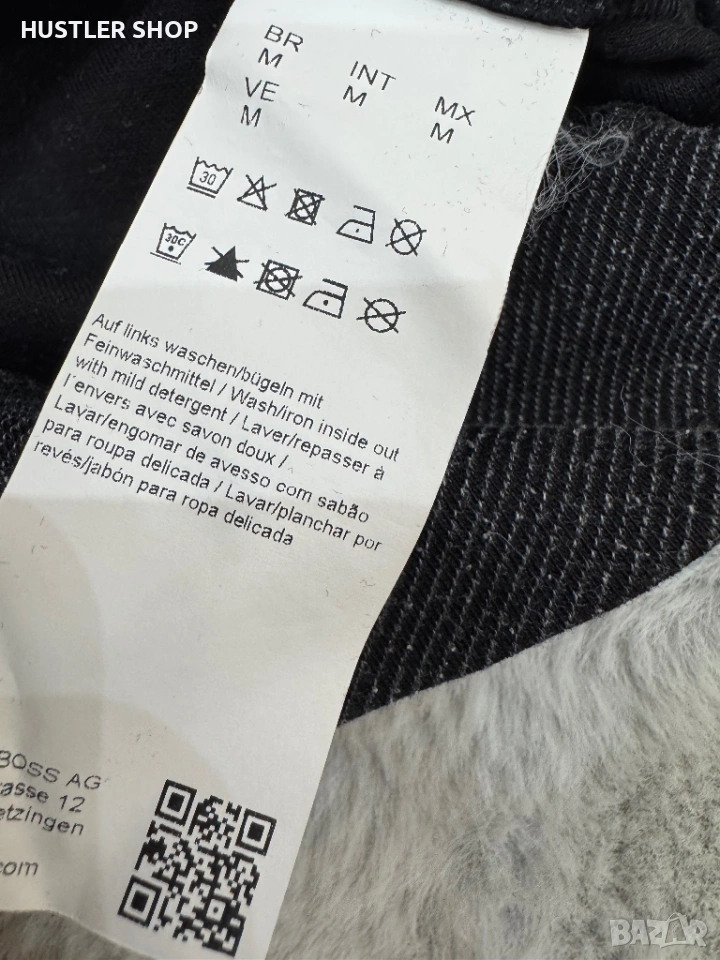 HUSTLER SHOP
BR
M
INT
M
MX
M
VE
M
30
30C
Auf links waschen/bügeln mit
Feinwaschmittel / Wash/iron inside out
with mild detergent / Laver/repasser à
l'envers avec savon doux /
Lavar/engomar de avesso com sabão
para roupa delicada / Lavar/planchar por
revés/jabón para ropa delicada
BOSS AG
rasse 12
etzingen
com
BAZAR